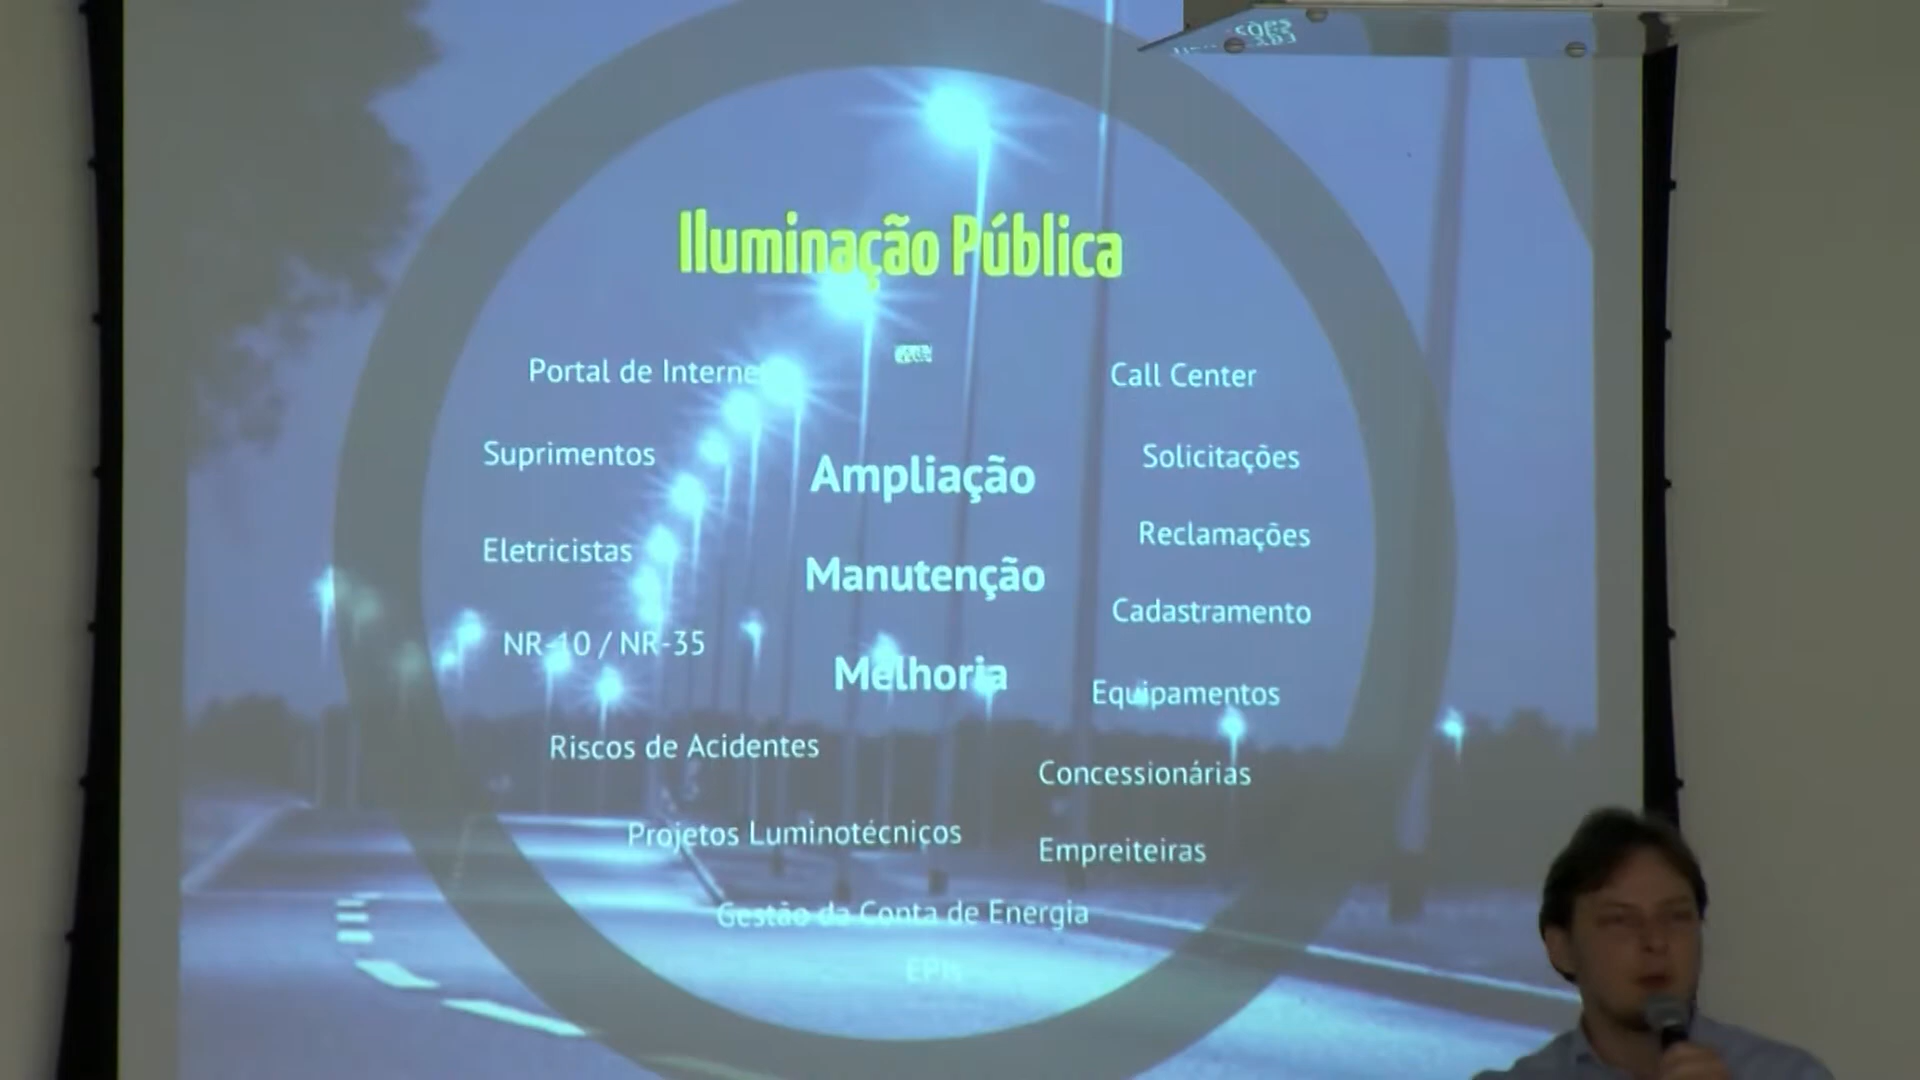 Iluminação Pública
Portal de Internet
Call Center
Suprimentos
Solicitações
Ampliação
Eletricistas
Reclamações
Manutenção
Cadastramento
NR-10 / NR-35
Melhoria
Equipamentos
Riscos de Acidentes
Concessionárias
Projetos Luminotécnicos
Empreiteiras
Gestão da Conta de Energia